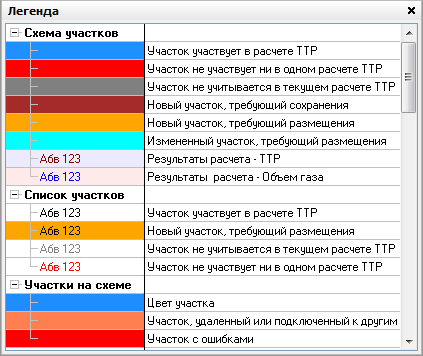 Легенда
Схема участков
Участок участвует в расчете ТТР
Участок не участвует ни в одном расчете ТТР
Участок не учитывается в текущем расчете ТТР
Новый участок, требующий сохранения
Новый участок, требующий размещения
Измененный участок, требующий размещения
Абв 123 Результаты расчета - ТТР
Абв 123 Результаты расчета - Объем газа
Список участков
Абв 123 Участок участвует в расчете ТТР
Абв 123 Новый участок, требующий размещения
Абв 123 Участок не учитывается в текущем расчете ТТР
Абв 123 Участок не участвует ни в одном расчете ТТР
Участки на схеме
Цвет участка
Участок, удаленный или подключенный к другим
Участок с ошибками